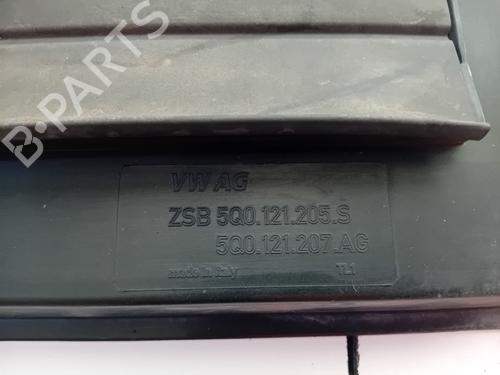 B-PARTS
VW AG
ZSB 5Q0.121.205.S
5Q0.121.207.AG
made in Italy TL1